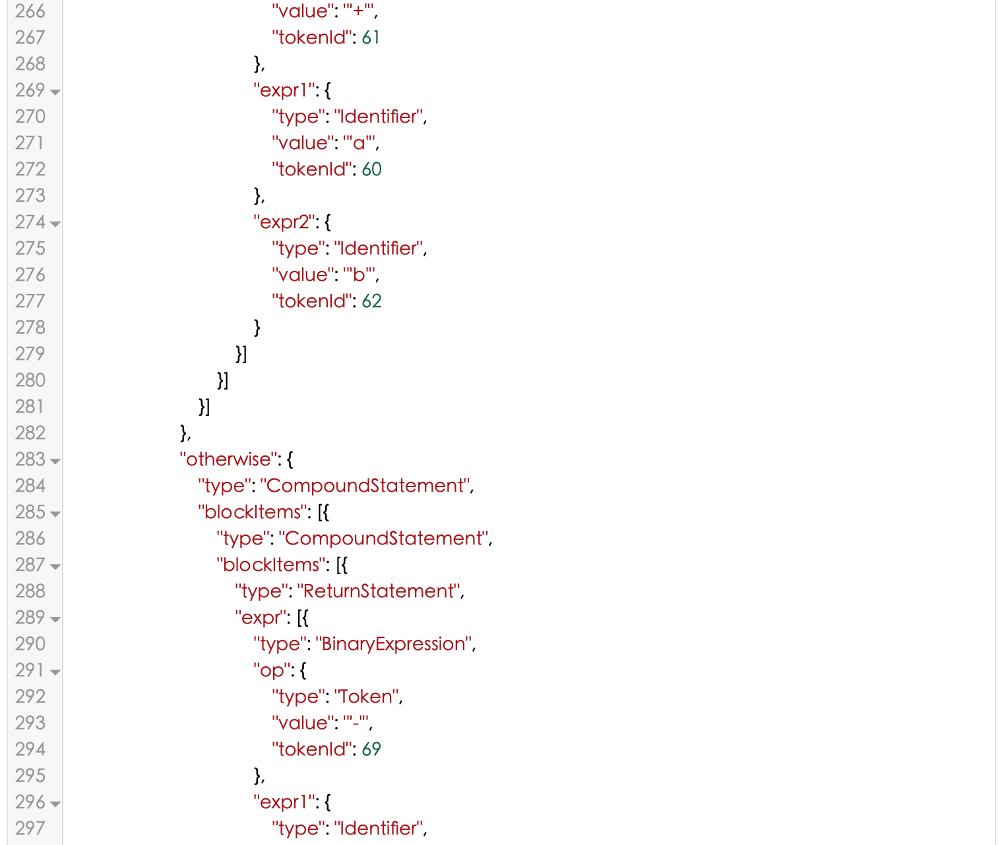 266 "value": "'+'",
267 "tokenId": 61
268 },
269 "expr1": {
270 "type": "Identifier",
271 "value": "'a'",
272 "tokenId": 60
273 },
274 "expr2": {
275 "type": "Identifier",
276 "value": "'b'",
277 "tokenId": 62
278 }
279 }]
280 }]
281 }]
282 },
283 "otherwise": {
284 "type": "CompoundStatement",
285 "blockItems": [{
286 "type": "CompoundStatement",
287 "blockItems": [{
288 "type": "ReturnStatement",
289 "expr": [{
290 "type": "BinaryExpression",
291 "op": {
292 "type": "Token",
293 "value": "'-'",
294 "tokenId": 69
295 },
296 "expr1": {
297 "type": "Identifier",